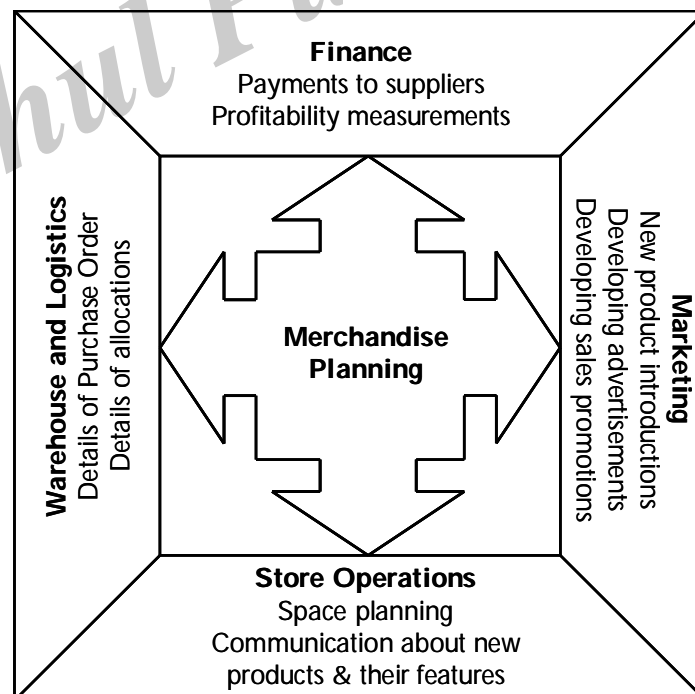 Finance
Payments to suppliers
Profitability measurements
Warehouse and Logistics
Details of Purchase Order
Details of allocations
Merchandise
Planning
Marketing
New product introductions
Developing advertisements
Developing sales promotions
Store Operations
Space planning
Communication about new
products & their features